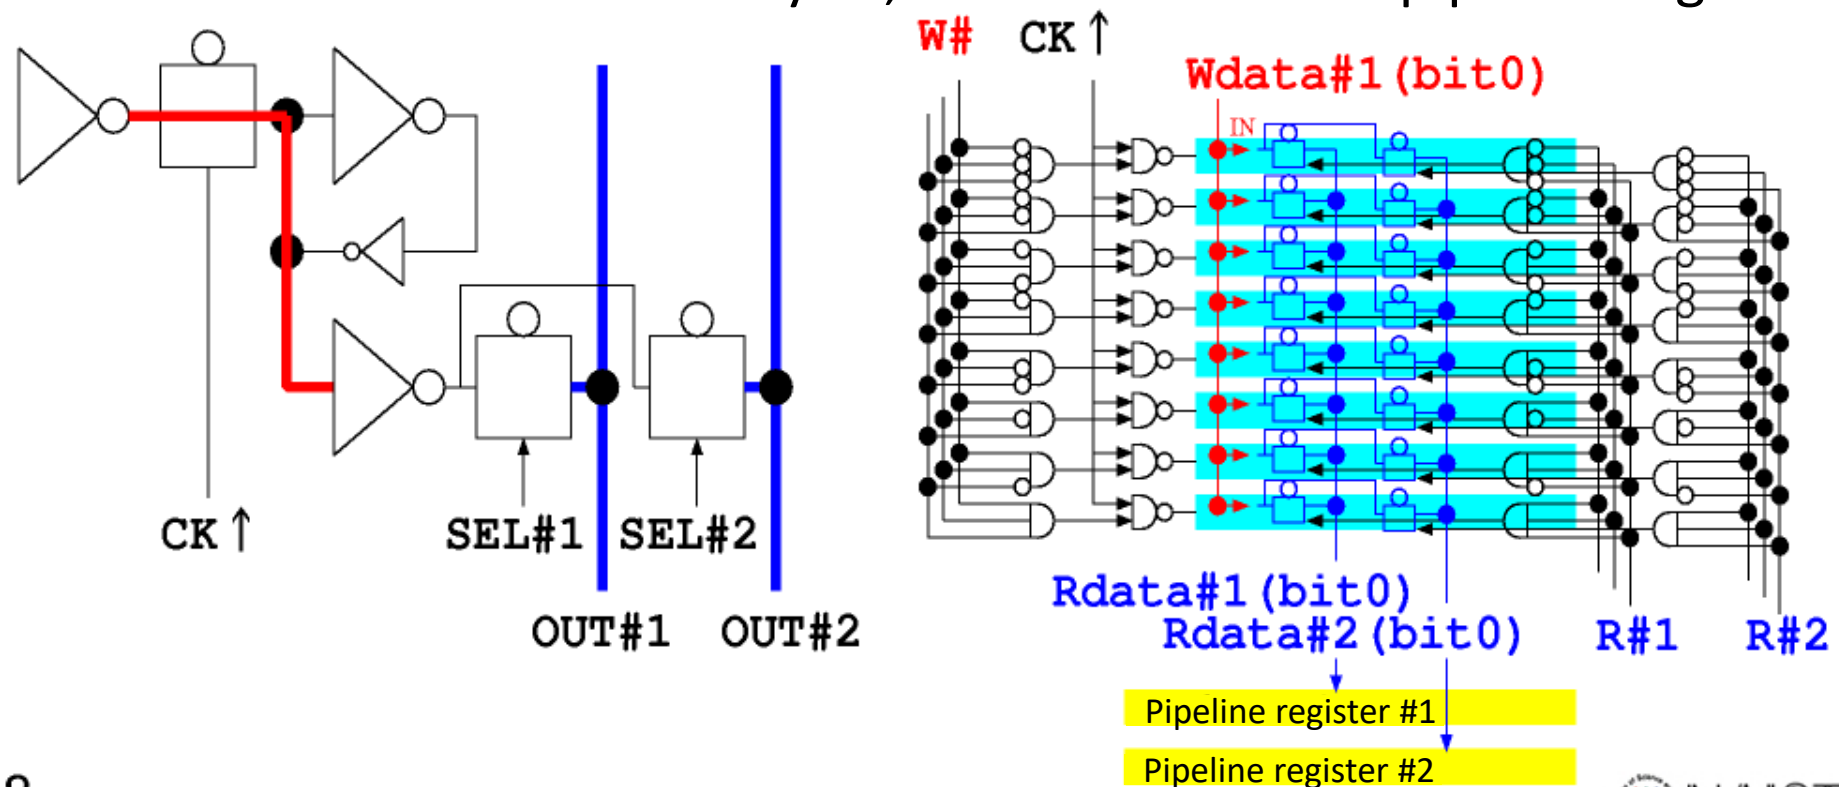 W# CK↑
Wdata#1(bit0)
IN
CK↑ SEL#1 SEL#2
OUT#1 OUT#2
Rdata#1(bit0)
Rdata#2(bit0) R#1 R#2
Pipeline register #1
Pipeline register #2